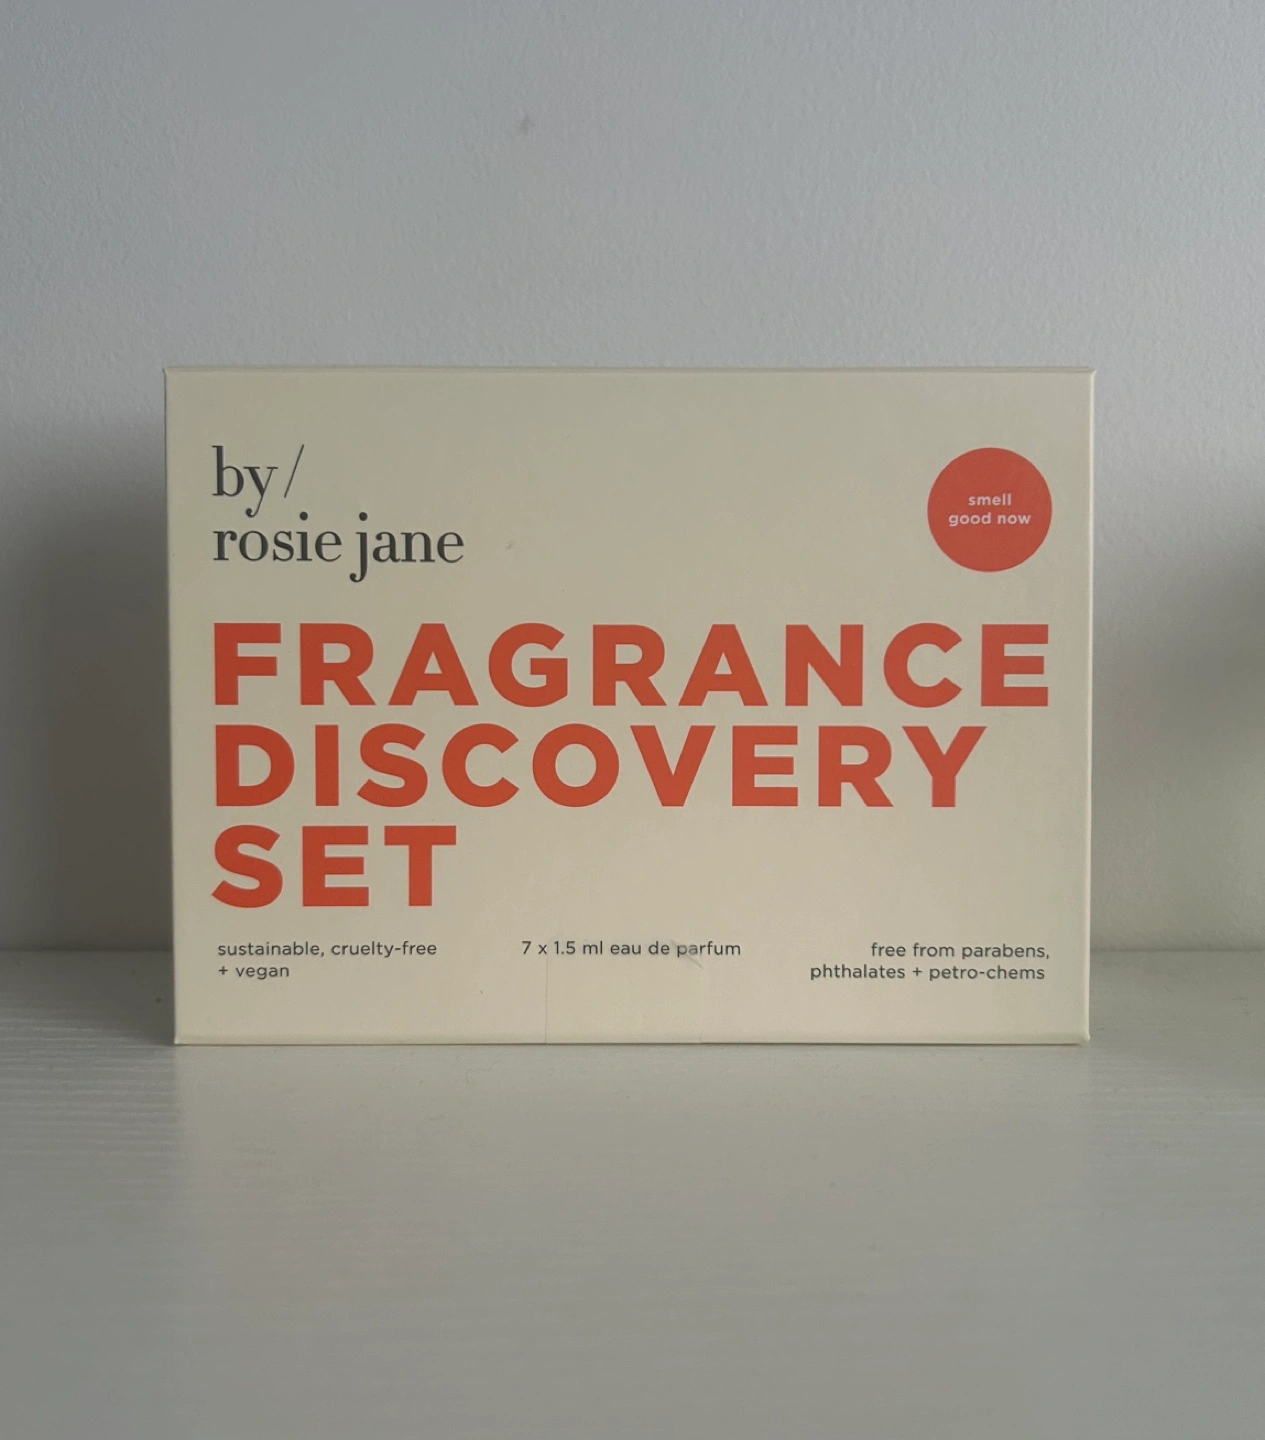 by/
rosie jane
smell
good now
FRAGRANCE
DISCOVERY
SET
sustainable, cruelty-free
+ vegan
7 x 1.5 ml eau de parfum
free from parabens,
phthalates + petro-chems